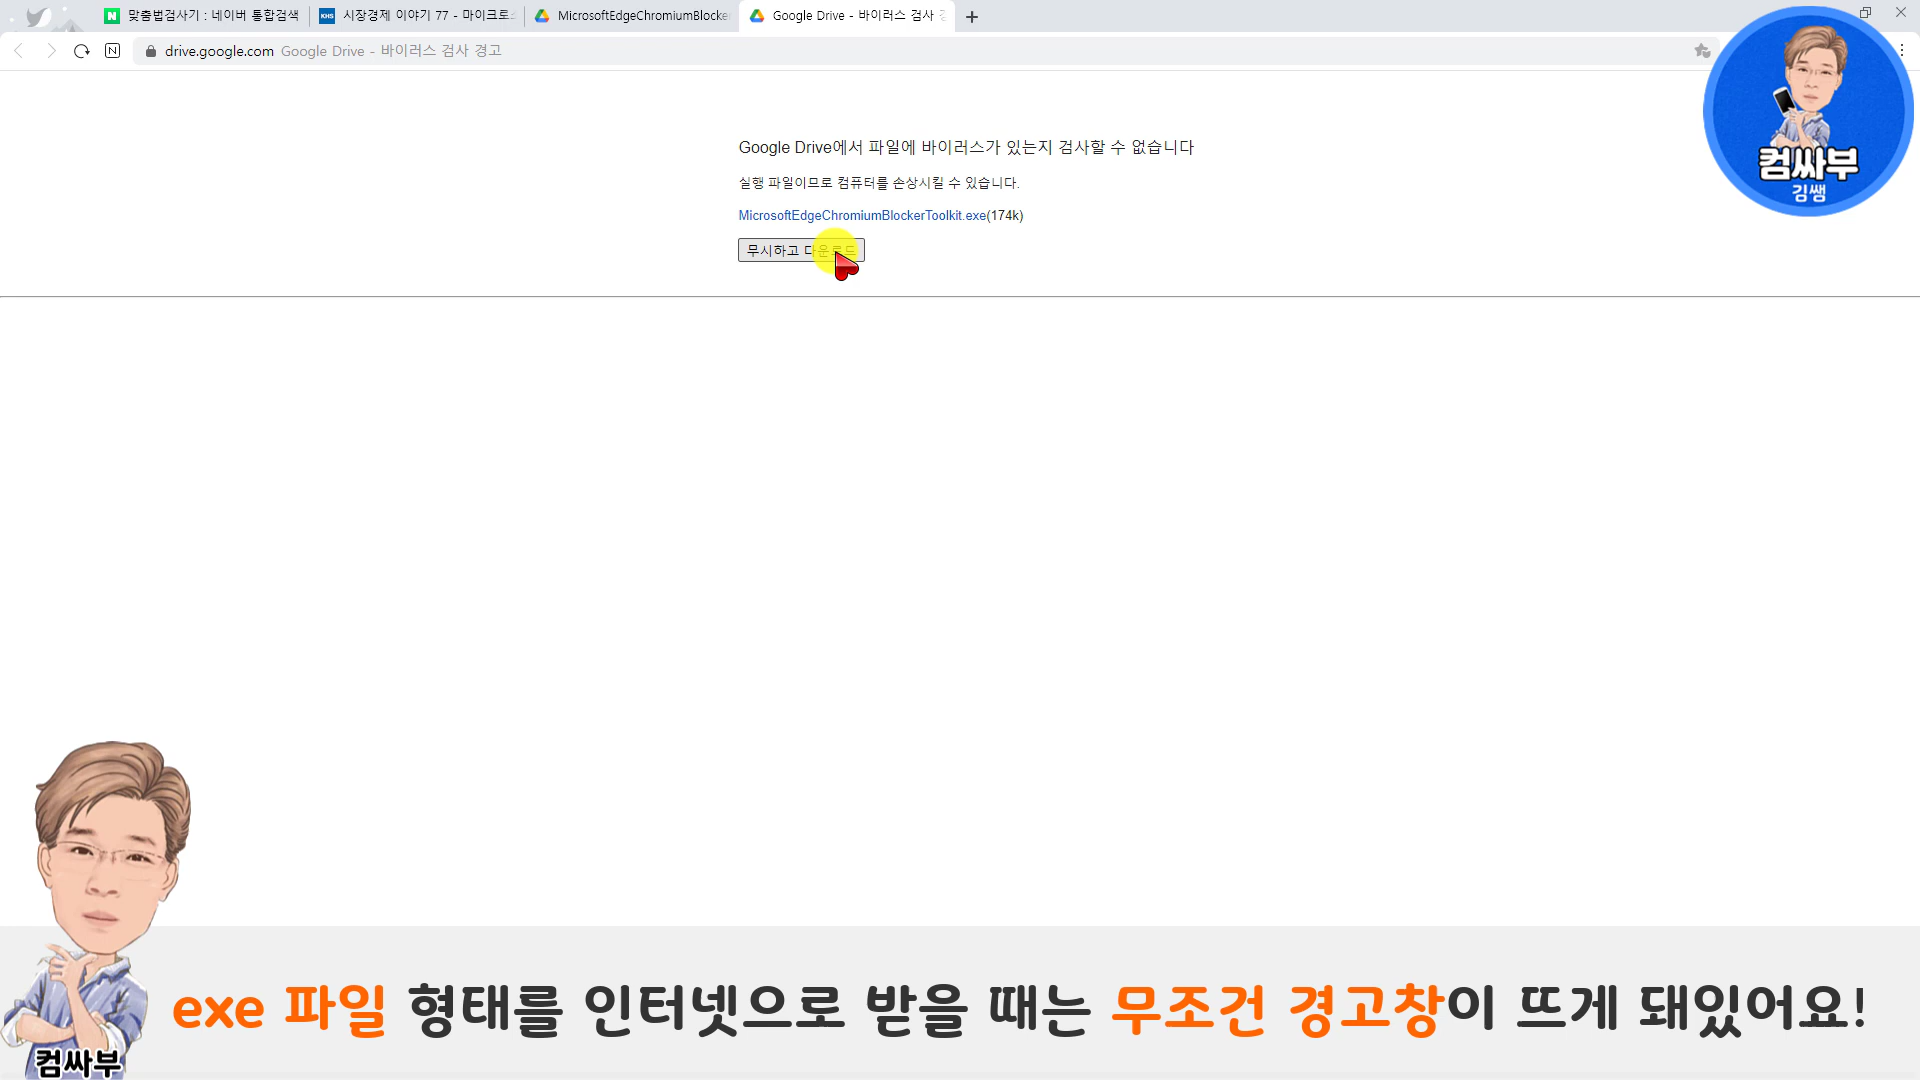 맞춤법검사기 : 네이버 통합검색
시장경제 이야기 77 - 마이크로
MicrosoftEdgeChromiumBlocke
Google Drive - 바이러스 검사
drive.google.com Google Drive - 바이러스 검사 경고
컴싸부
김쌤
Google Drive에서 파일에 바이러스가 있는지 검사할 수 없습니다
실행 파일이므로 컴퓨터를 손상시킬 수 있습니다.
MicrosoftEdgeChromiumBlockerToolkit.exe(174k)
무시하고 다운로드
exe 파일 형태를 인터넷으로 받을 때는 무조건 경고창이 뜨게 돼있어요!
컴싸부